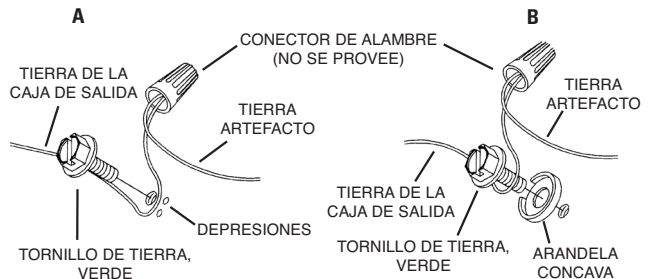 A
B
CONECTOR DE ALAMBRE
(NO SE PROVEE)
TIERRA DE LA
CAJA DE SALIDA
TIERRA
ARTEFACTO
DEPRESIONES
TORNILLO DE TIERRA,
VERDE
TIERRA
ARTEFACTO
TIERRA DE LA
CAJA DE SALIDA
TORNILLO DE TIERRA,
VERDE
ARANDELA
CONCAVA